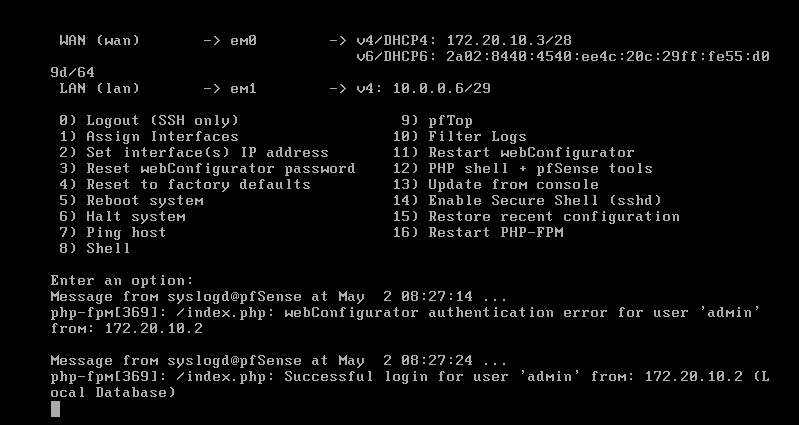 WAN (wan)       -> em0        -> v4/DHCP4: 172.20.10.3/28
                                 v6/DHCP6: 2a02:8440:4540:ee4c:20c:29ff:fe55:d0
9d/64
LAN (lan)       -> em1        -> v4: 10.0.0.6/29
0) Logout (SSH only)                  9) pfTop
1) Assign Interfaces                 10) Filter Logs
2) Set interface(s) IP address       11) Restart webConfigurator
3) Reset webConfigurator password    12) PHP shell + pfSense tools
4) Reset to factory defaults         13) Update from console
5) Reboot system                     14) Enable Secure Shell (sshd)
6) Halt system                       15) Restore recent configuration
7) Ping host                         16) Restart PHP-FPM
8) Shell
Enter an option:
Message from syslogd@pfSense at May  2 08:27:14 ...
php-fpm[369]: /index.php: webConfigurator authentication error for user 'admin'
from: 172.20.10.2
Message from syslogd@pfSense at May  2 08:27:24 ...
php-fpm[369]: /index.php: Successful login for user 'admin' from: 172.20.10.2 (L
ocal Database)